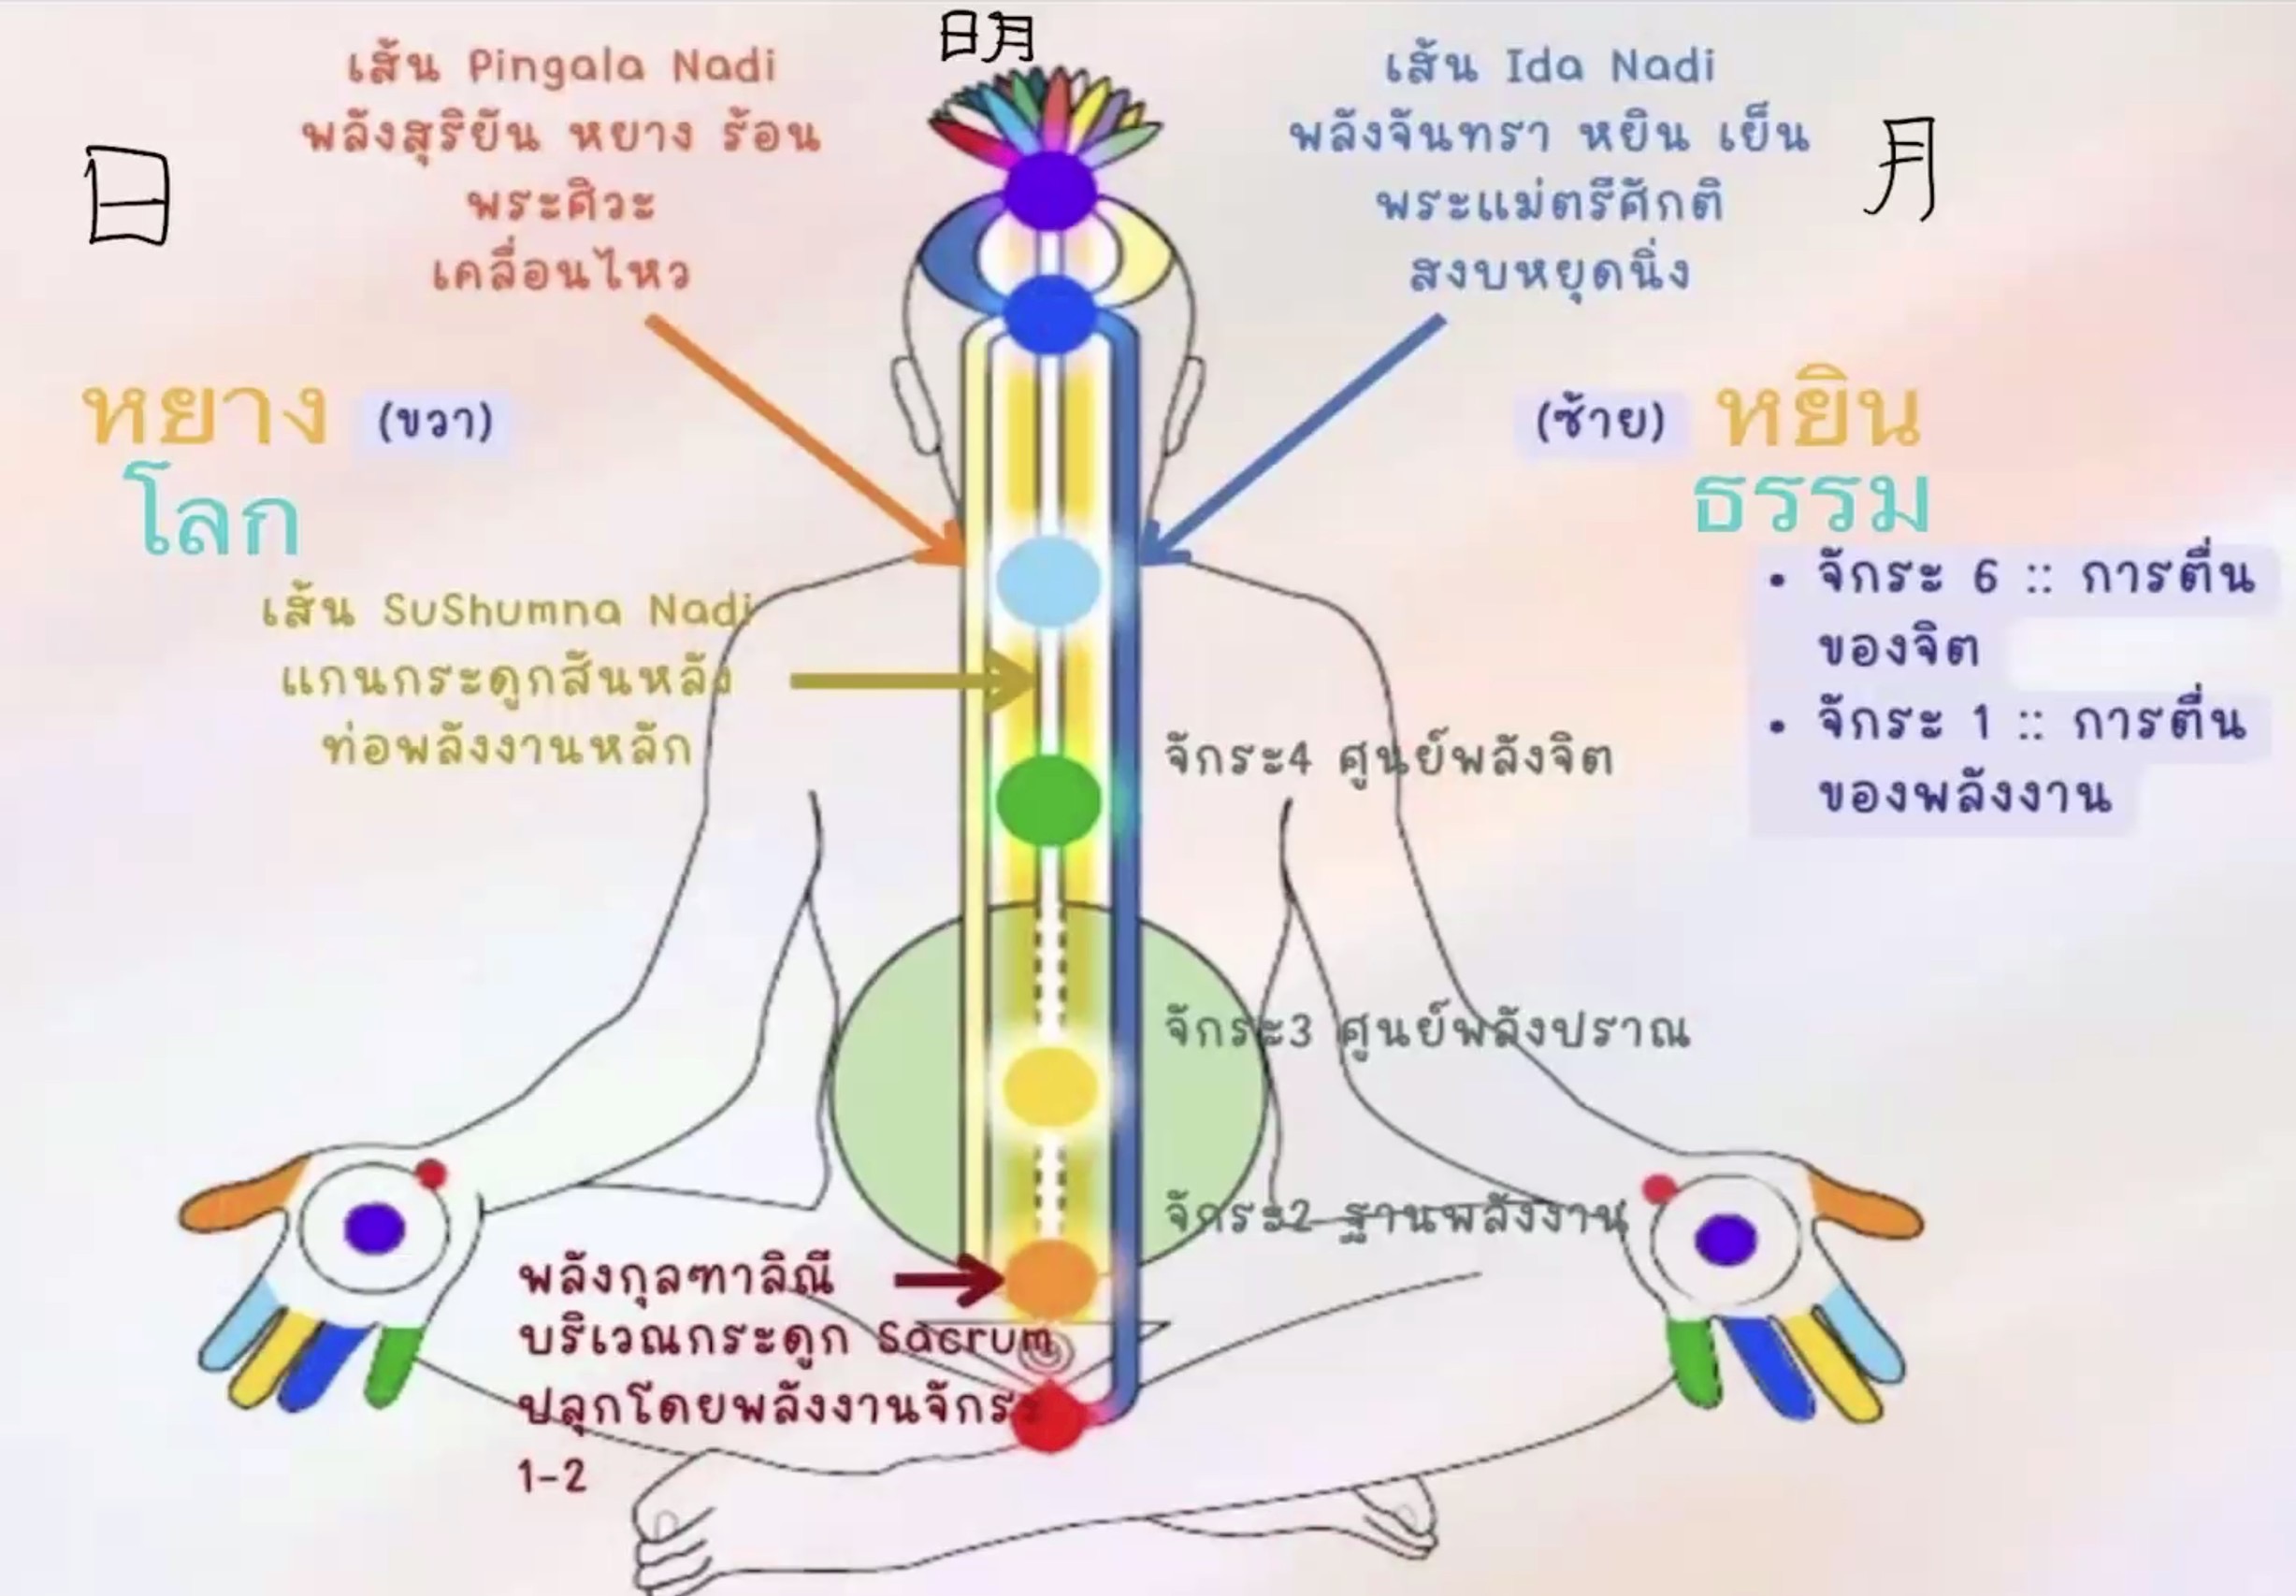 日月
เส้น Pingala Nadi
พลังสุริยัน หยาง ร้อน
พระศิวะ
เคลื่อนไหว
เส้น Ida Nadi
พลังจันทรา หยิน เย็น
พระแม่ตรีศักติ
สงบหยุดนิ่ง
日
月
หยาง (ขวา)
โลก
(ซ้าย) หยิน
ธรรม
• จักระ 6 :: การตื่น
ของจิต
• จักระ 1 :: การตื่น
ของพลังงาน
เส้น SuShumna Nadi
แกนกระดูกสันหลัง
ท่อพลังงานหลัก
จักระ4 ศูนย์พลังจิต
จักระ3 ศูนย์พลังปราณ
จักระ2 ฐานพลังงาน
พลังกุลฑาลิณี
บริเวณกระดูก Sacrum
ปลุกโดยพลังงานจักระ
1-2